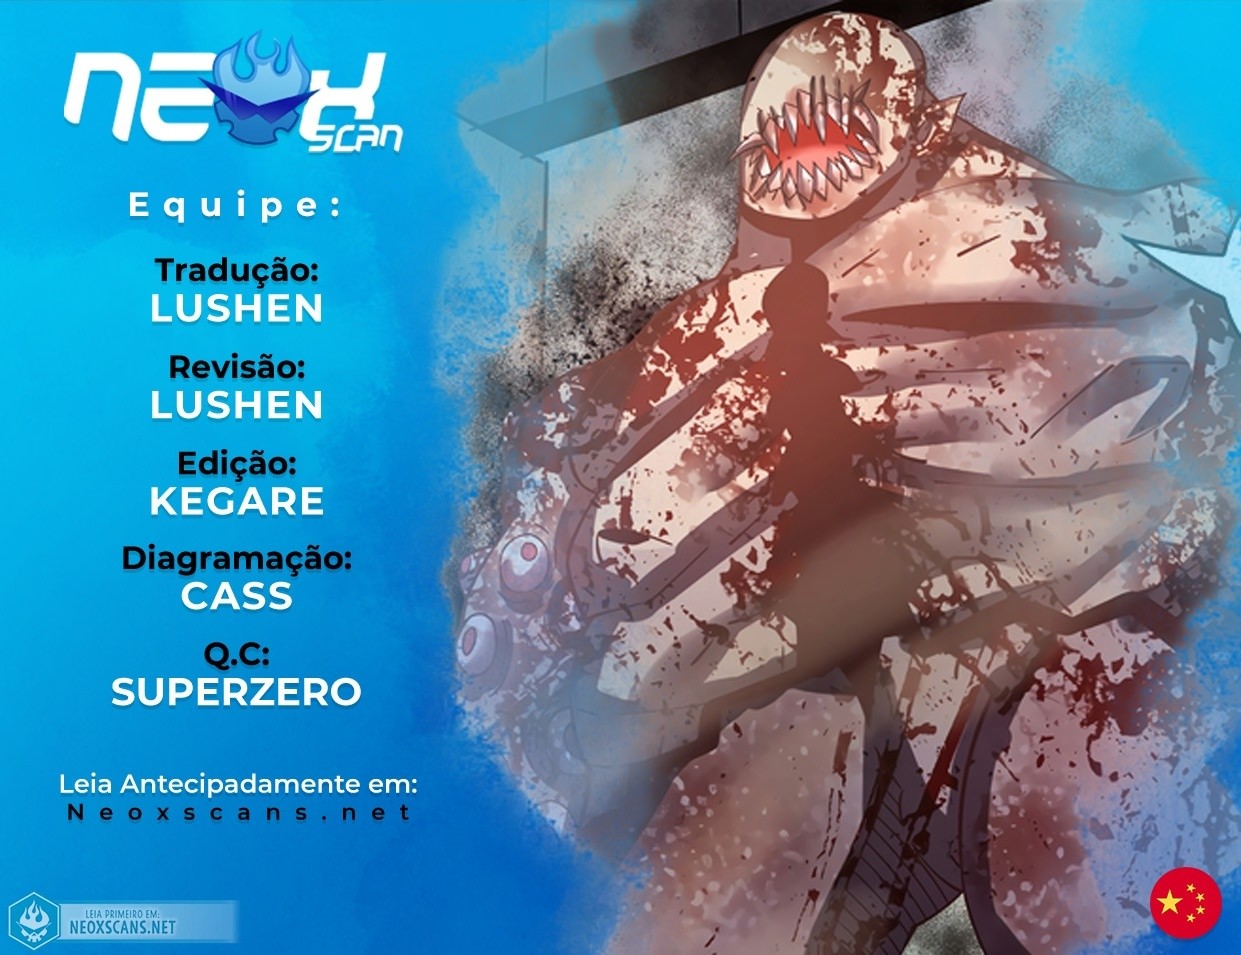 NEOX
SCAN
Equipe:
Tradução:
LUSHEN
Revisão:
LUSHEN
Edição:
KEGARE
Diagramação:
CASS
Q.C:
SUPERZERO
Leia Antecipadamente em:
Neoxscans.net
LEIA PRIMEIRO EM:
NEOXSCANS.NET